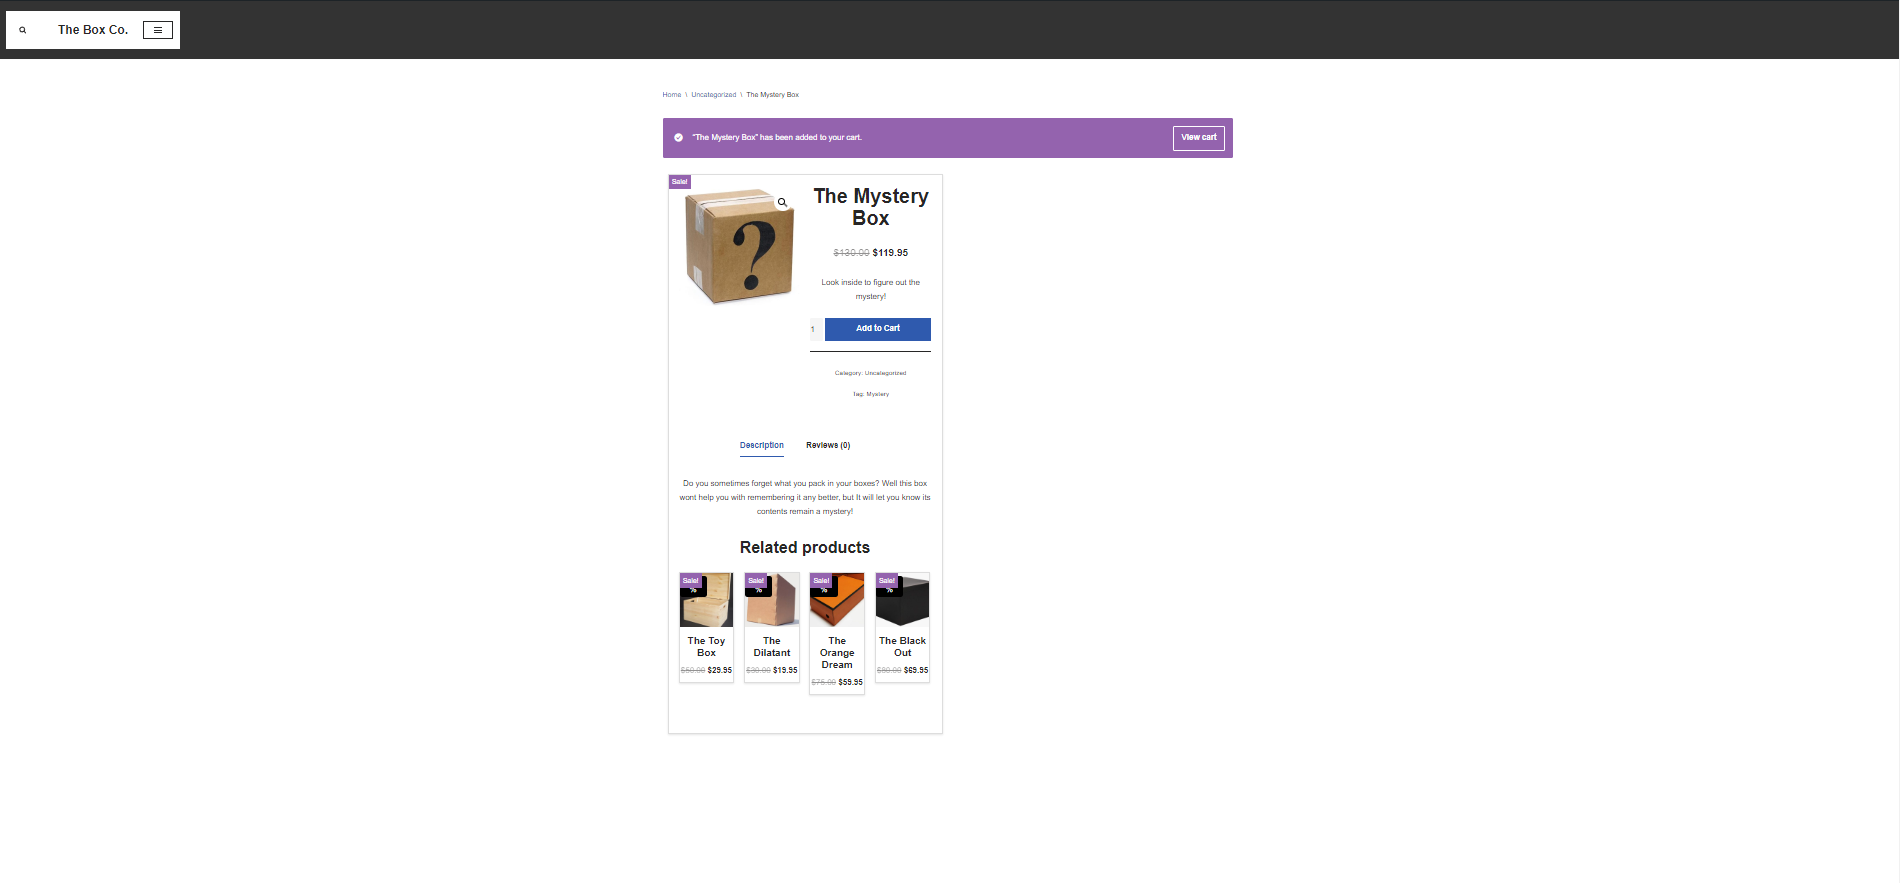 The Box Co.
Home \ Uncategorized \ The Mystery Box
“The Mystery Box” has been added to your cart.
View cart
Sale!
?
The Mystery
Box
$130.00 $119.95
Look inside to figure out the
mystery!
1
Add to Cart
Category: Uncategorized
Tag: Mystery
Description
Reviews (0)
Do you sometimes forget what you pack in your boxes? Well this box
wont help you with remembering it any better, but It will let you know its
contents remain a mystery!
Related products
Sale!
%
The Toy
Box
$50.00 $29.95
Sale!
%
The
Dilatant
$30.00 $19.95
Sale!
%
The
Orange
Dream
$75.00 $59.95
Sale!
%
The Black
Out
$80.00 $69.95